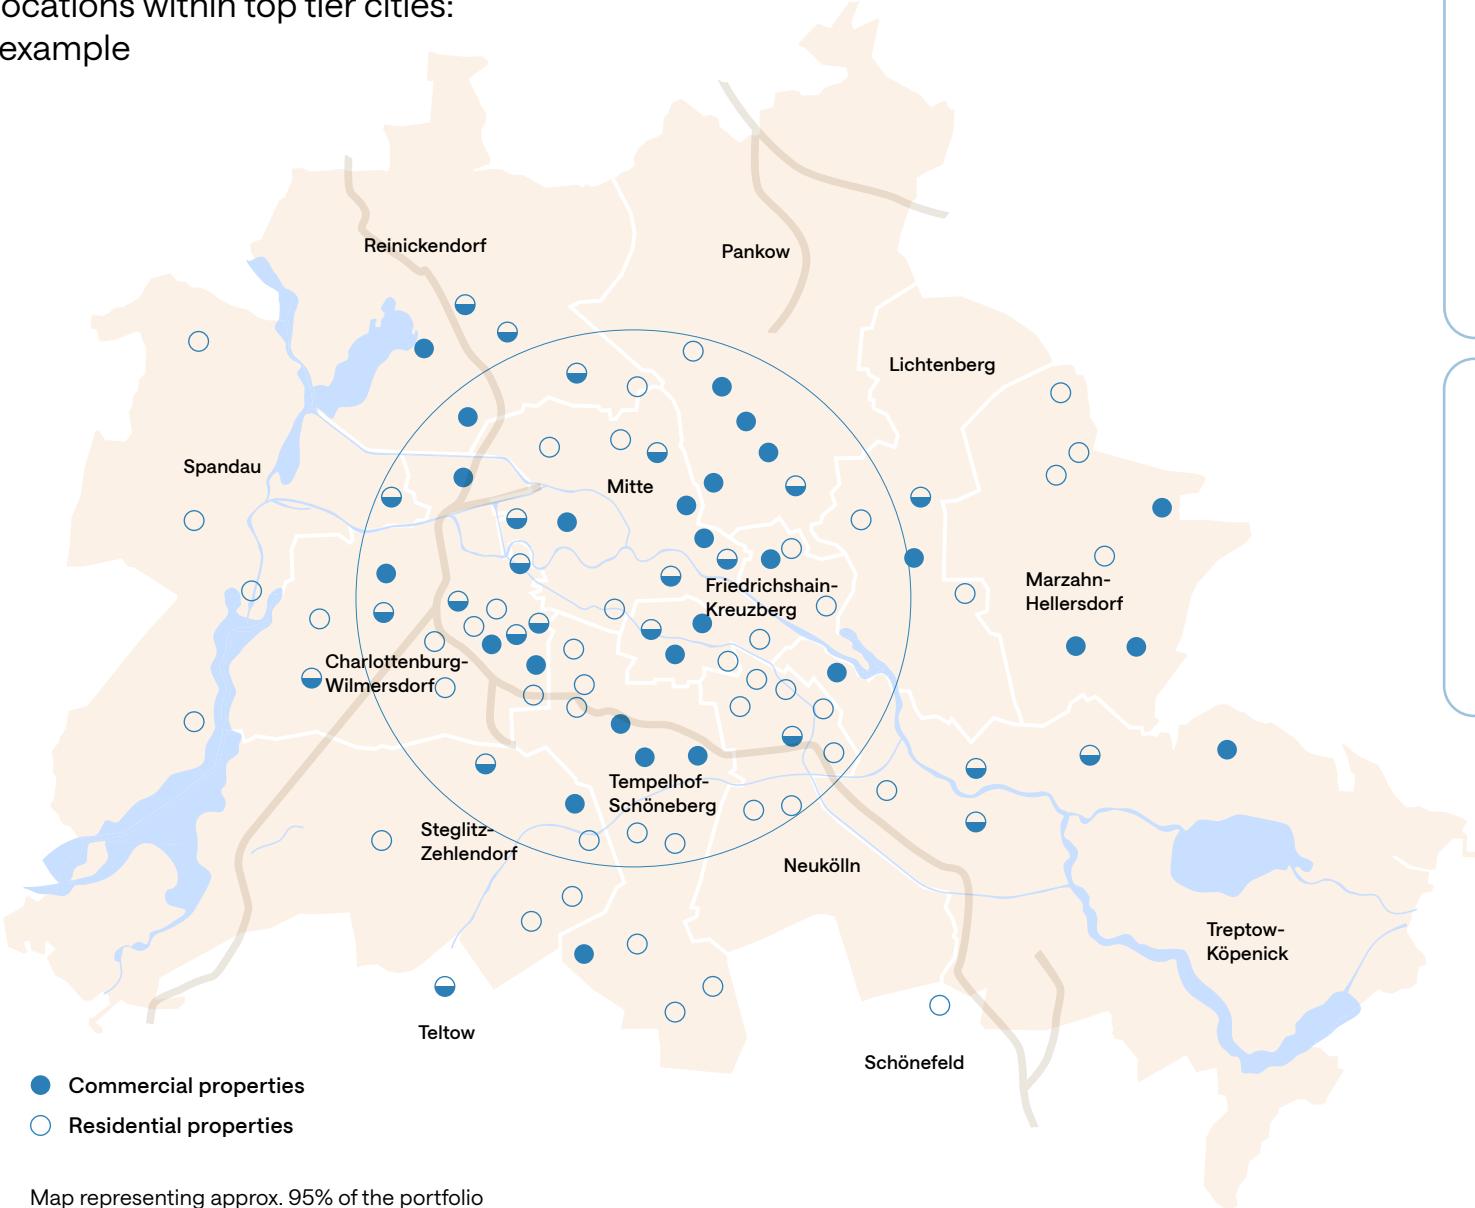 ocations within top tier cities:
example
Reinickendorf
Pankow
Lichtenberg
Spandau
Mitte
Friedrichshain-
Kreuzberg
Marzahn-
Hellersdorf
Charlottenburg-
Wilmersdorf
Tempelhof-
Schöneberg
Steglitz-
Zehlendorf
Neukölln
Treptow-
Köpenick
Teltow
Schönefeld
Commercial properties
Residential properties
Map representing approx. 95% of the portfolio